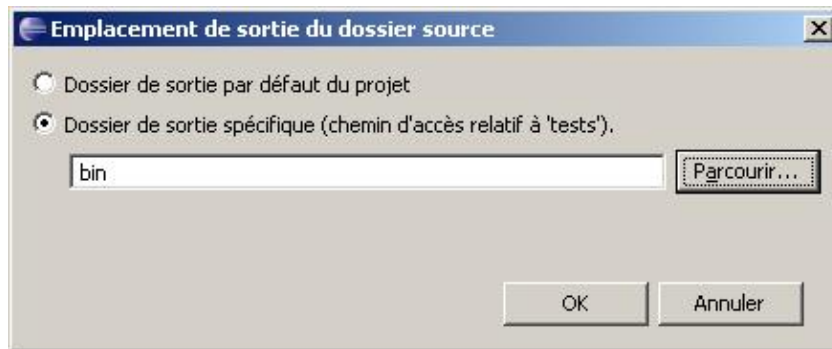 Emplacement de sortie du dossier source
Dossier de sortie par défaut du projet
Dossier de sortie spécifique (chemin d'accès relatif à 'tests').
bin
Parcourir...
OK
Annuler